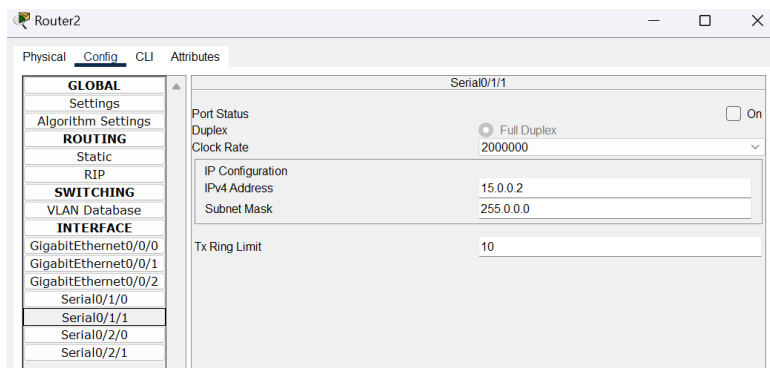 Router2
Physical Config CLI Attributes
GLOBAL
Settings
Algorithm Settings
ROUTING
Static
RIP
SWITCHING
VLAN Database
INTERFACE
GigabitEthernet0/0/0
GigabitEthernet0/0/1
GigabitEthernet0/0/2
Serial0/1/0
Serial0/1/1
Serial0/2/0
Serial0/2/1
Serial0/1/1
Port Status On
Duplex Full Duplex
Clock Rate 2000000
IP Configuration
IPv4 Address 15.0.0.2
Subnet Mask 255.0.0.0
Tx Ring Limit 10